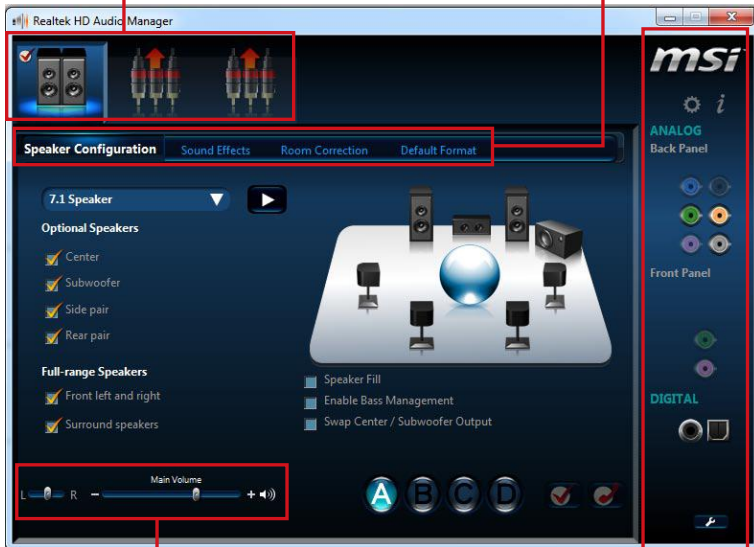 Realtek HD Audio Manager
msi
i
ANALOG
Back Panel
Speaker Configuration
Sound Effects
Room Correction
Default Format
7.1 Speaker
Optional Speakers
Center
Subwoofer
Side pair
Rear pair
Front Panel
Full-range Speakers
Front left and right
Surround speakers
Speaker Fill
Enable Bass Management
Swap Center / Subwoofer Output
DIGITAL
Main Volume
L R - +
A B C D